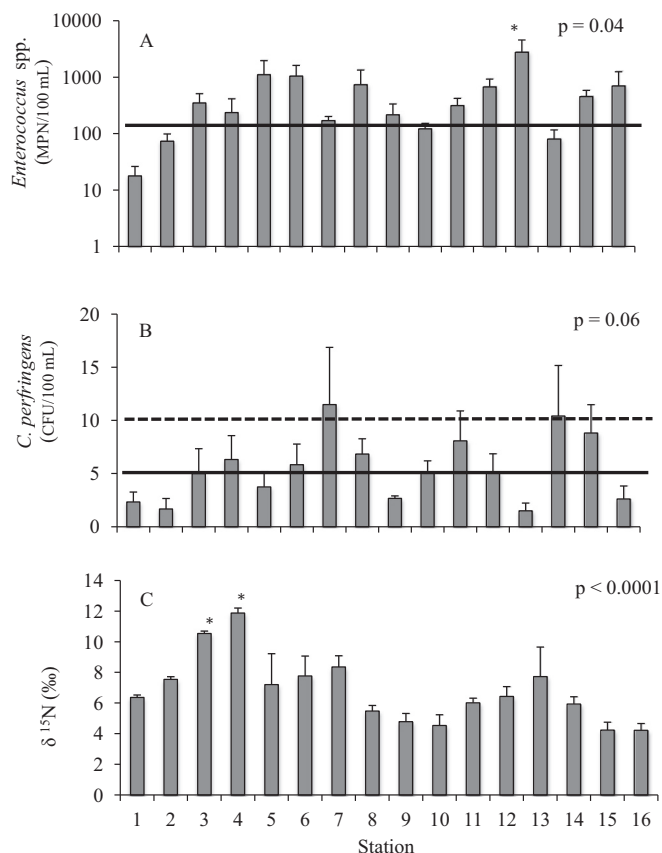 A
p = 0.04
*
Enterococcus spp.
(MPN/100 mL)
10000
1000
100
10
1
B
p = 0.06
C. perfringens
(CFU/100 mL)
20
15
10
5
0
C
p < 0.0001
* *
δ ¹⁵N (‰)
14
12
10
8
6
4
2
0
1 2 3 4 5 6 7 8 9 10 11 12 13 14 15 16
Station